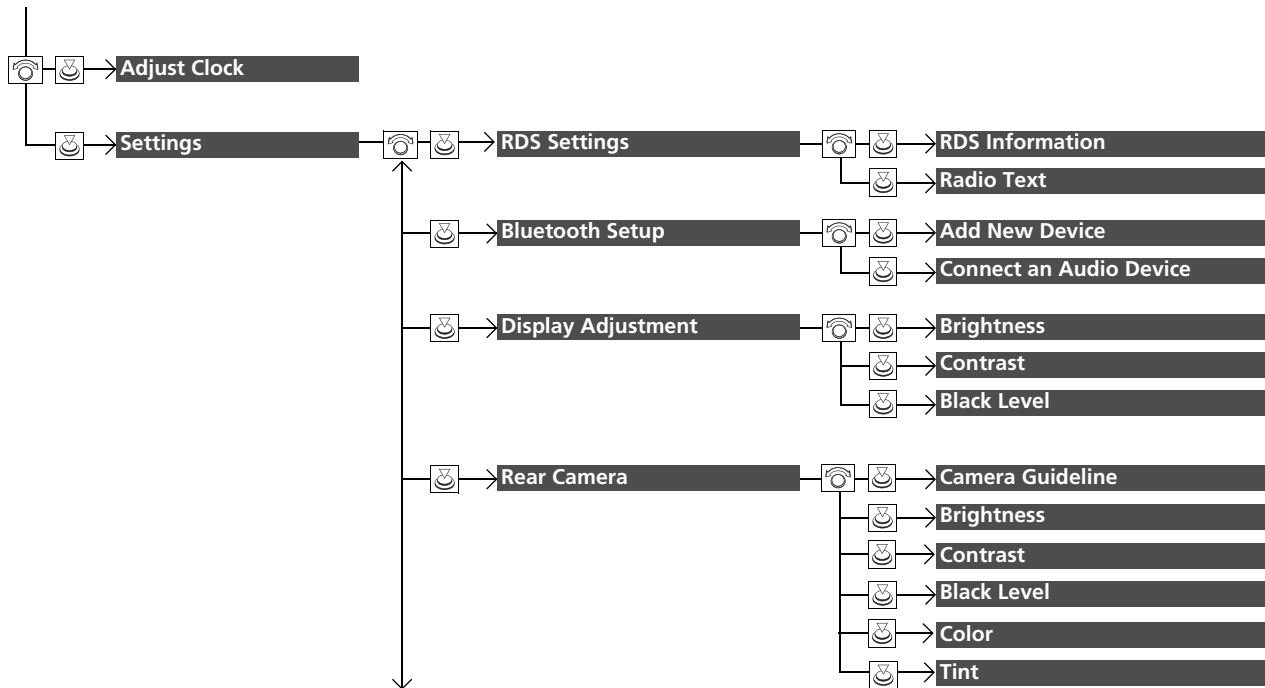 Adjust Clock
Settings
RDS Settings
RDS Information
Radio Text
Bluetooth Setup
Add New Device
Connect an Audio Device
Display Adjustment
Brightness
Contrast
Black Level
Rear Camera
Camera Guideline
Brightness
Contrast
Black Level
Color
Tint